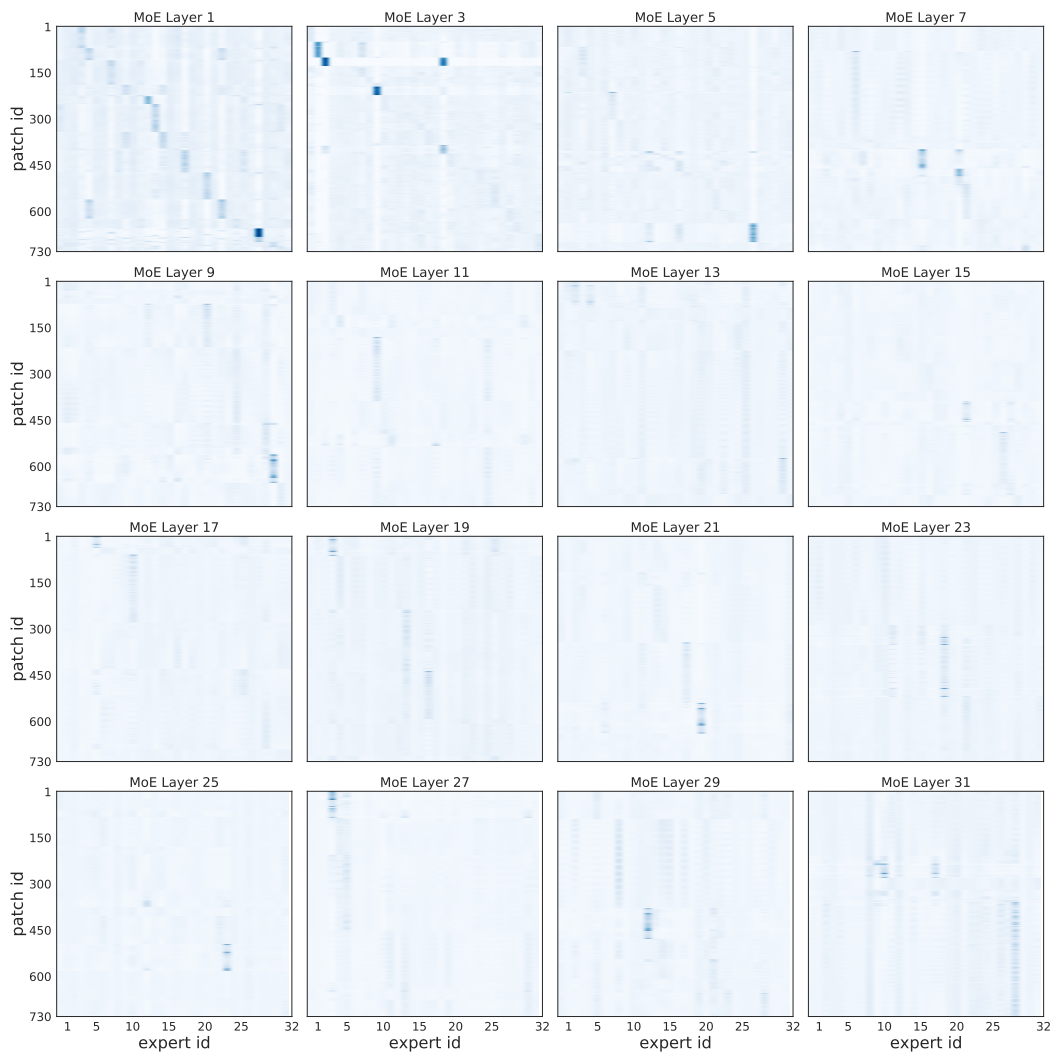 MoE Layer 1 MoE Layer 3 MoE Layer 5 MoE Layer 7
1
150
300
450
600
730
patch id
MoE Layer 9 MoE Layer 11 MoE Layer 13 MoE Layer 15
1
150
300
450
600
730
patch id
MoE Layer 17 MoE Layer 19 MoE Layer 21 MoE Layer 23
1
150
300
450
600
730
patch id
MoE Layer 25 MoE Layer 27 MoE Layer 29 MoE Layer 31
1
150
300
450
600
730
patch id
1 5 10 15 20 25 32 1 5 10 15 20 25 32 1 5 10 15 20 25 32 1 5 10 15 20 25 32
expert id expert id expert id expert id